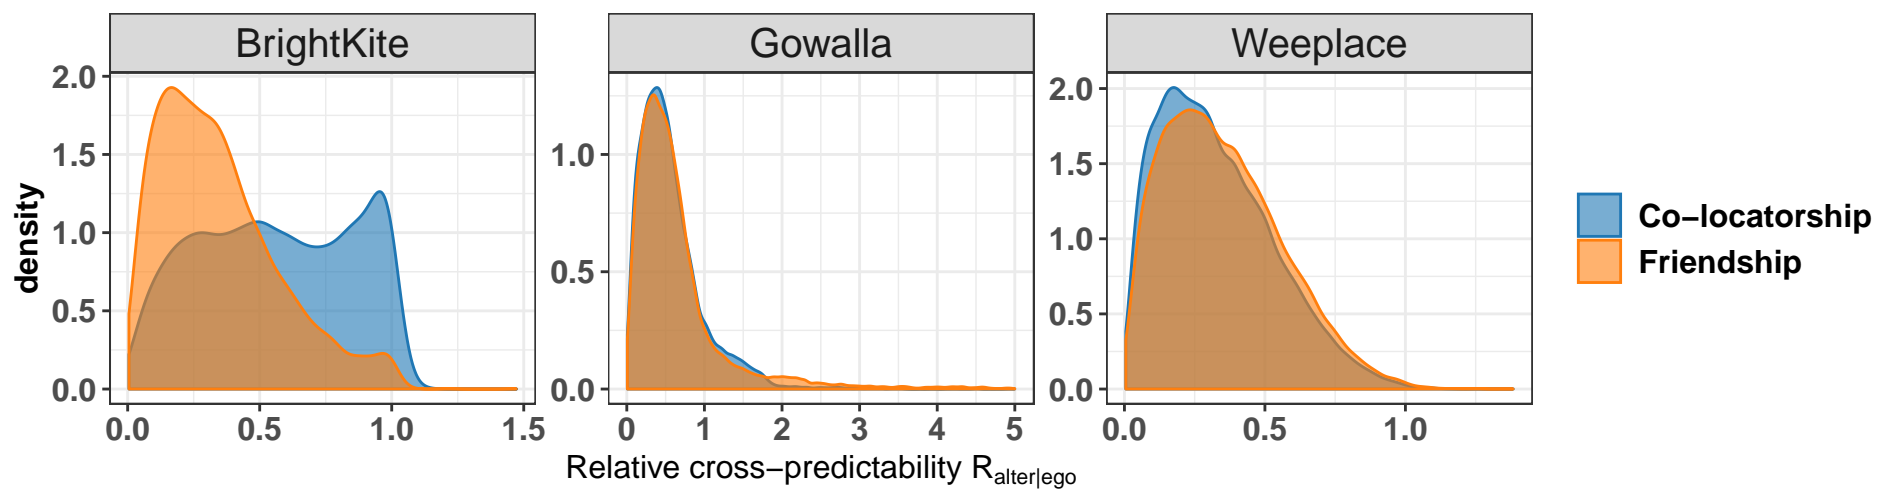 BrightKite
Gowalla
Weeplace
density
2.0
1.5
1.0
0.5
0.0
0.0 0.5 1.0 1.5
1.0
0.5
0.0
0 1 2 3 4 5
2.0
1.5
1.0
0.5
0.0
0.0 0.5 1.0
Relative cross−predictability R alter|ego
Co−locatorship
Friendship